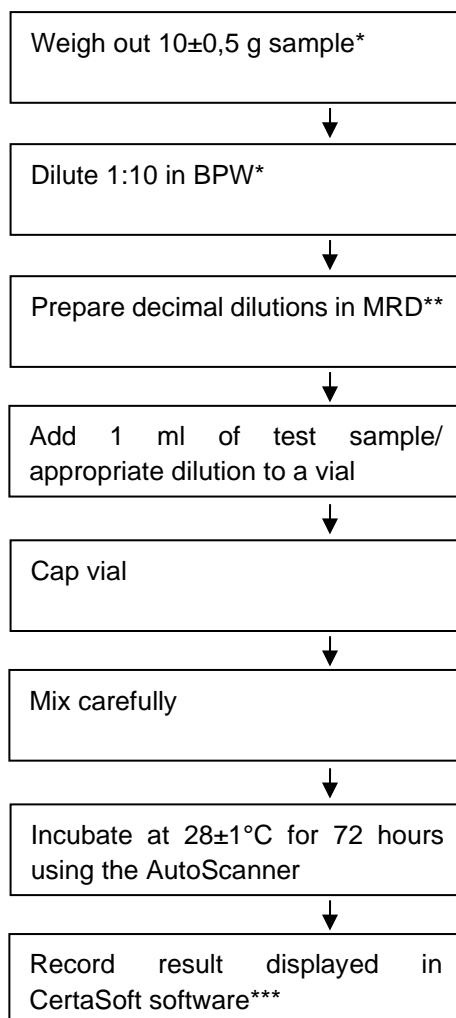 Weigh out 10±0,5 g sample*
Dilute 1:10 in BPW*
Prepare decimal dilutions in MRD**
Add 1 ml of test sample/
appropriate dilution to a vial
Cap vial
Mix carefully
Incubate at 28±1°C for 72 hours
using the AutoScanner
Record result displayed in
CertaSoft software***